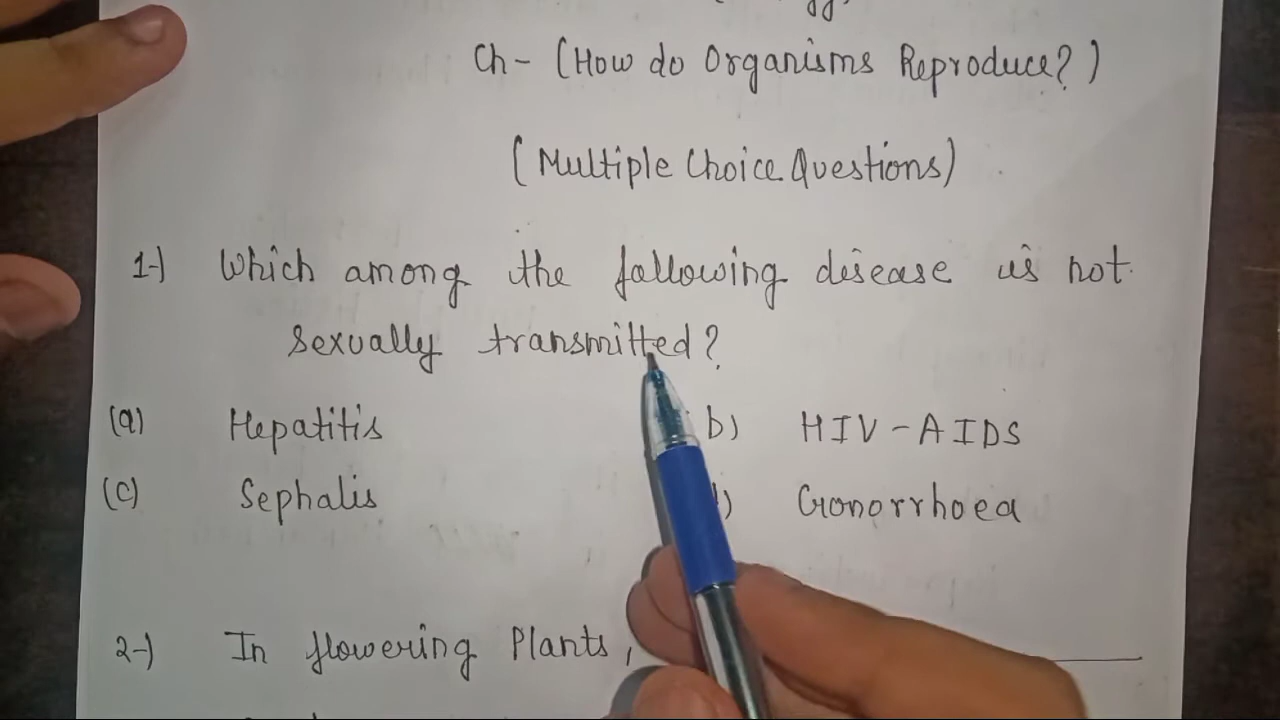 Ch- (How do Organisms Reproduce?)
(Multiple Choice Questions)
1-) Which among the following disease is not
Sexually transmitted?
(a) Hepatitis b) HIV-AIDS
(c) Sephalis ) Gonorrhoea
2-) In flowering Plants,